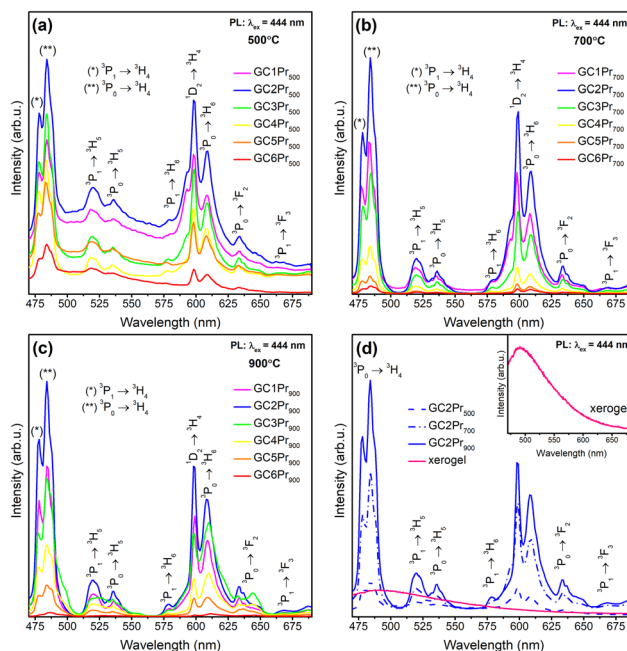 (a)
PL: λex = 444 nm
500°C
(**)
(*)
(*) ³P₁ → ³H₄
(**) ³P₀ → ³H₄
³P₁ → ³H₅
³P₀ → ³H₅
³P₁ → ³H₆
¹D₂ → ³H₄
³P₀ → ³H₆
³P₀ → ³F₂
³P₁ → ³F₃
GC1Pr₅₀₀
GC2Pr₅₀₀
GC3Pr₅₀₀
GC4Pr₅₀₀
GC5Pr₅₀₀
GC6Pr₅₀₀
Intensity (arb.u.)
475 500 525 550 575 600 625 650 675
Wavelength (nm)
(b)
PL: λex = 444 nm
700°C
(**)
(*)
(*) ³P₁ → ³H₄
(**) ³P₀ → ³H₄
³P₁ → ³H₅
³P₀ → ³H₅
³P₁ → ³H₆
¹D₂ → ³H₄
³P₀ → ³H₆
³P₀ → ³F₂
³P₁ → ³F₃
GC1Pr₇₀₀
GC2Pr₇₀₀
GC3Pr₇₀₀
GC4Pr₇₀₀
GC5Pr₇₀₀
GC6Pr₇₀₀
Intensity (arb.u.)
475 500 525 550 575 600 625 650 675
Wavelength (nm)
(c)
PL: λex = 444 nm
900°C
(**)
(*)
(*) ³P₁ → ³H₄
(**) ³P₀ → ³H₄
³P₁ → ³H₅
³P₀ → ³H₅
³P₁ → ³H₆
¹D₂ → ³H₄
³P₀ → ³H₆
³P₀ → ³F₂
³P₁ → ³F₃
GC1Pr₉₀₀
GC2Pr₉₀₀
GC3Pr₉₀₀
GC4Pr₉₀₀
GC5Pr₉₀₀
GC6Pr₉₀₀
Intensity (arb.u.)
475 500 525 550 575 600 625 650 675
Wavelength (nm)
(d)
PL: λex = 444 nm
³P₀ → ³H₄
GC2Pr₅₀₀
GC2Pr₇₀₀
GC2Pr₉₀₀
xerogel
Intensity (arb.u.)
xerogel
500 550 600 650
Wavelength (nm)
³P₁ → ³H₅
³P₀ → ³H₅
³P₁ → ³H₆
¹D₂ → ³H₄
³P₀ → ³H₆
³P₀ → ³F₂
³P₁ → ³F₃
Intensity (arb.u.)
475 500 525 550 575 600 625 650 675
Wavelength (nm)